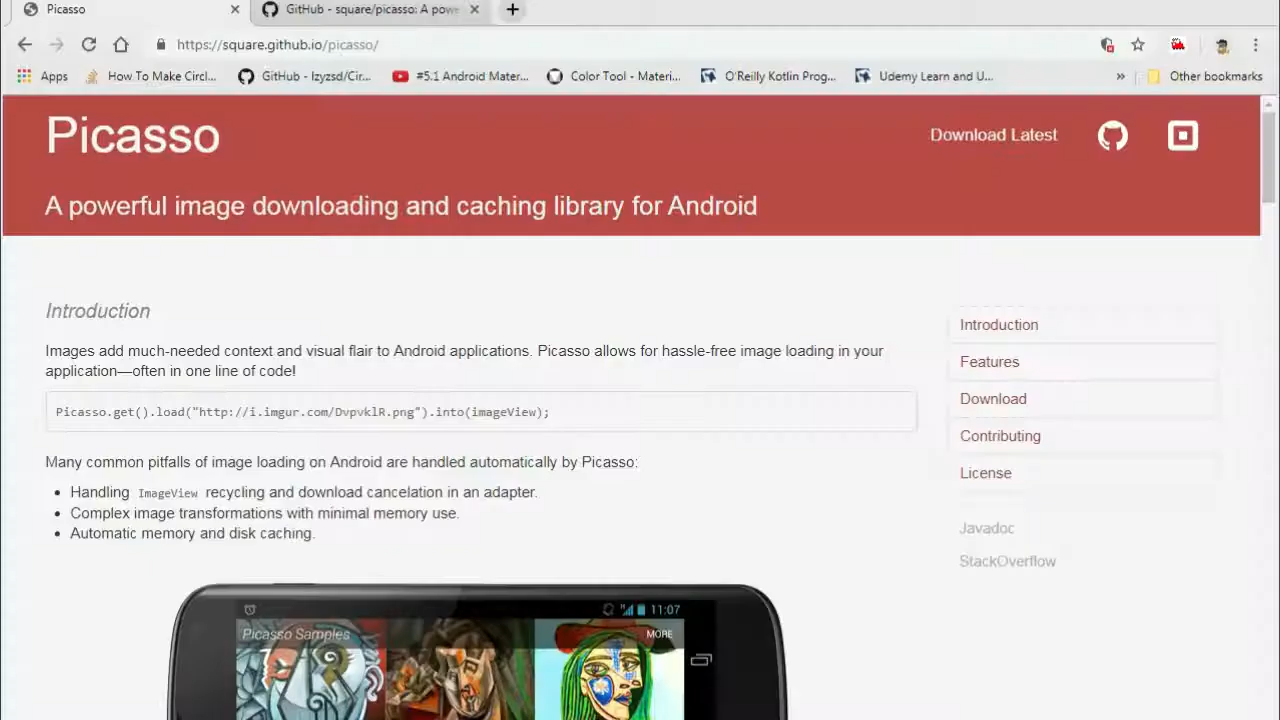 Picasso
GitHub - square/picasso: A powe
https://square.github.io/picasso/
Apps
How To Make Circl...
GitHub - lzyzsd/Cir...
#5.1 Android Mater...
Color Tool - Materi...
O'Reilly Kotlin Prog...
Udemy Learn and U...
»
Other bookmarks
Picasso
Download Latest
A powerful image downloading and caching library for Android
Introduction
Images add much-needed context and visual flair to Android applications. Picasso allows for hassle-free image loading in your
application—often in one line of code!
Picasso.get().load("http://i.imgur.com/DvpvklR.png").into(imageView);
Many common pitfalls of image loading on Android are handled automatically by Picasso:
• Handling ImageView recycling and download cancelation in an adapter.
• Complex image transformations with minimal memory use.
• Automatic memory and disk caching.
Introduction
Features
Download
Contributing
License
Javadoc
StackOverflow
11:07
Picasso Samples
MORE